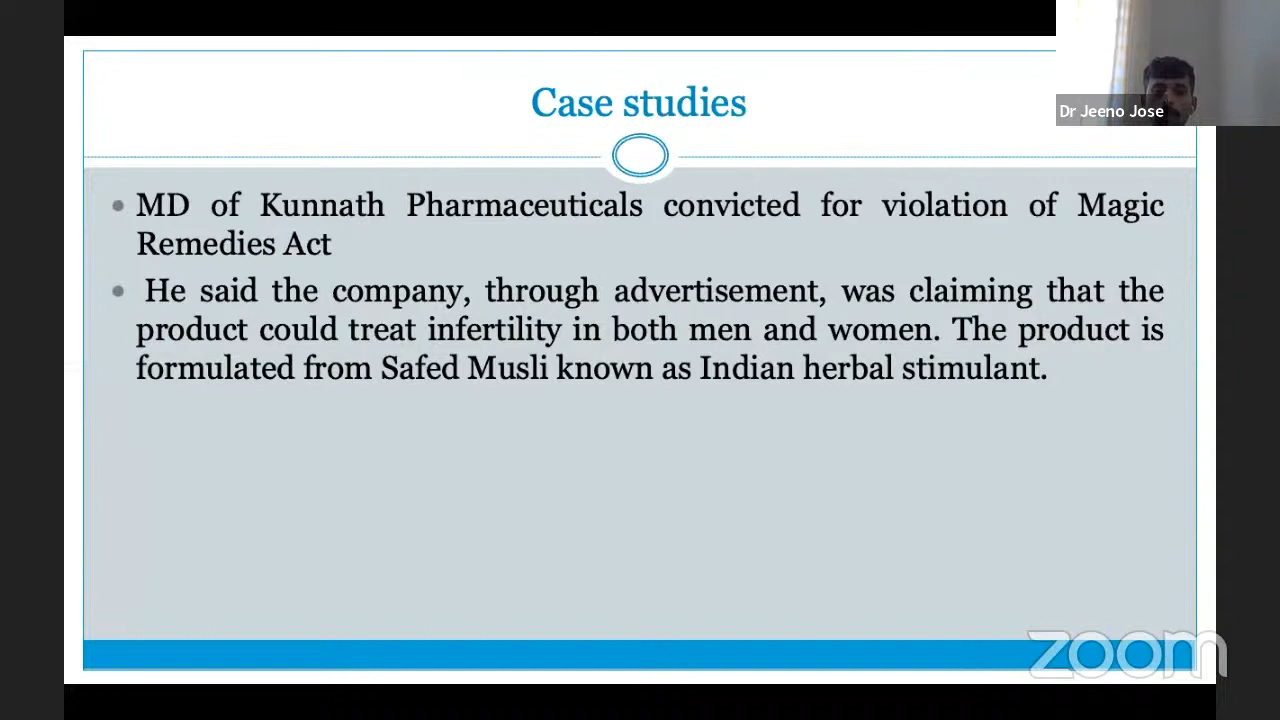 Case studies
Dr Jeeno Jose
• MD of Kunnath Pharmaceuticals convicted for violation of Magic
Remedies Act
• He said the company, through advertisement, was claiming that the
product could treat infertility in both men and women. The product is
formulated from Safed Musli known as Indian herbal stimulant.
zoom